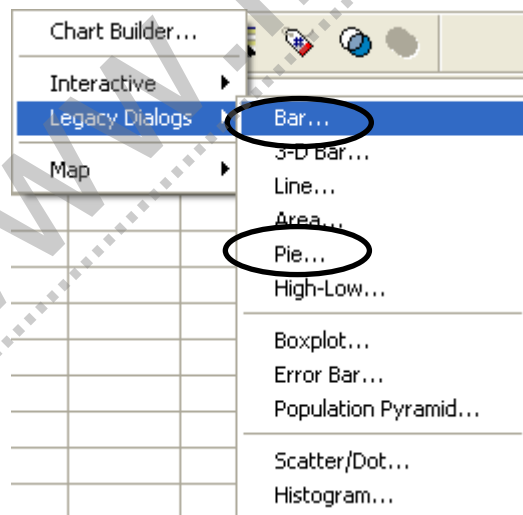 Chart Builder...
Interactive
Legacy Dialogs
Map
Bar...
3-D Bar...
Line...
Area...
Pie...
High-Low...
Boxplot...
Error Bar...
Population Pyramid...
Scatter/Dot...
Histogram...